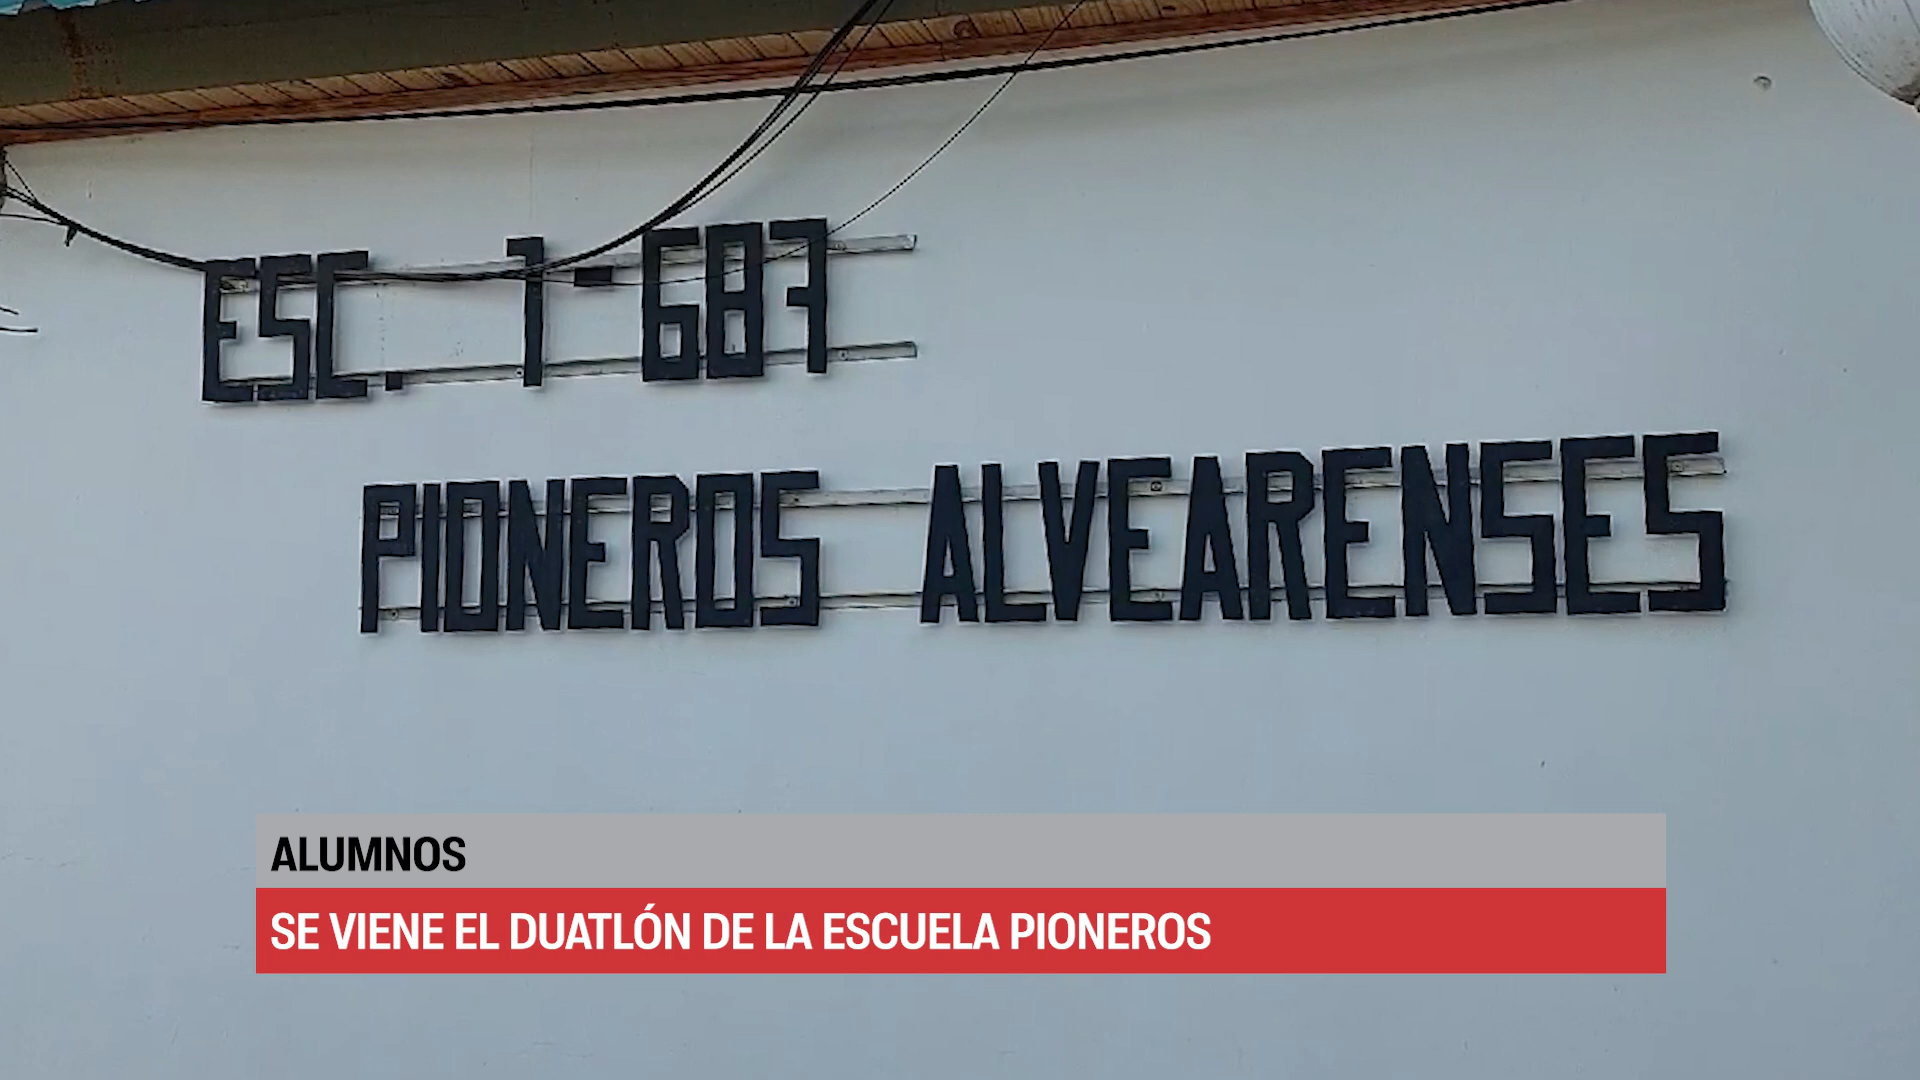 ESC. 1-687
PIONEROS ALVEARENSES
ALUMNOS
SE VIENE EL DUATLÓN DE LA ESCUELA PIONEROS